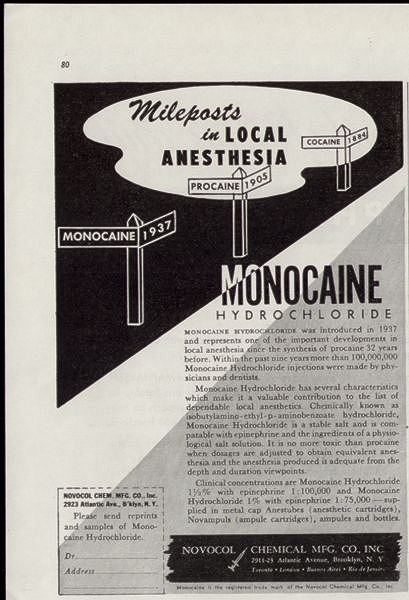 80
Mileposts
in LOCAL
ANESTHESIA
COCAINE 1884
PROCAINE 1905
MONOCAINE 1937
MONOCAINE
HYDROCHLORIDE
MONOCAINE HYDROCHLORIDE was introduced in 1937
and represents one of the important developments in
local anesthesia since the synthesis of procaine 32 years
before. Within the past nine years more than 100,000,000
Monocaine Hydrochloride injections were made by phy-
sicians and dentists.
Monocaine Hydrochloride has several characteristics
which make it a valuable contribution to the list of
dependable local anesthetics. Chemically known as
isobutylamino-ethyl-p-aminobenzoate hydrochloride,
Monocaine Hydrochloride is a stable salt and is com-
patable with epinephrine and the ingredients of a physio-
logical salt solution. It is no more toxic than procaine
when dosages are adjusted to obtain equivalent anes-
thesia and the anesthesia produced is adequate from the
depth and duration viewpoints.
Clinical concentrations are Monocaine Hydrochloride
1½% with epinephrine 1:100,000 and Monocaine
Hydrochloride 1% with epinephrine 1:75,000—sup-
plied in metal cap Anestubes (anesthetic cartridges),
Novampuls (ampule cartridges), ampules and bottles.
NOVOCOL CHEM. MFG. CO., Inc.
2923 Atlantic Ave., B'klyn, N. Y.
Please send reprints
and samples of Mono-
caine Hydrochloride.
Dr
Address
NOVOCOL CHEMICAL MFG. CO., INC.
2911-23 Atlantic Avenue, Brooklyn, N. Y.
Toronto • London • Buenos Aires • Rio de Janeiro
Monocaine is the registered trade mark of the Novocol Chemical Mfg. Co., Inc.